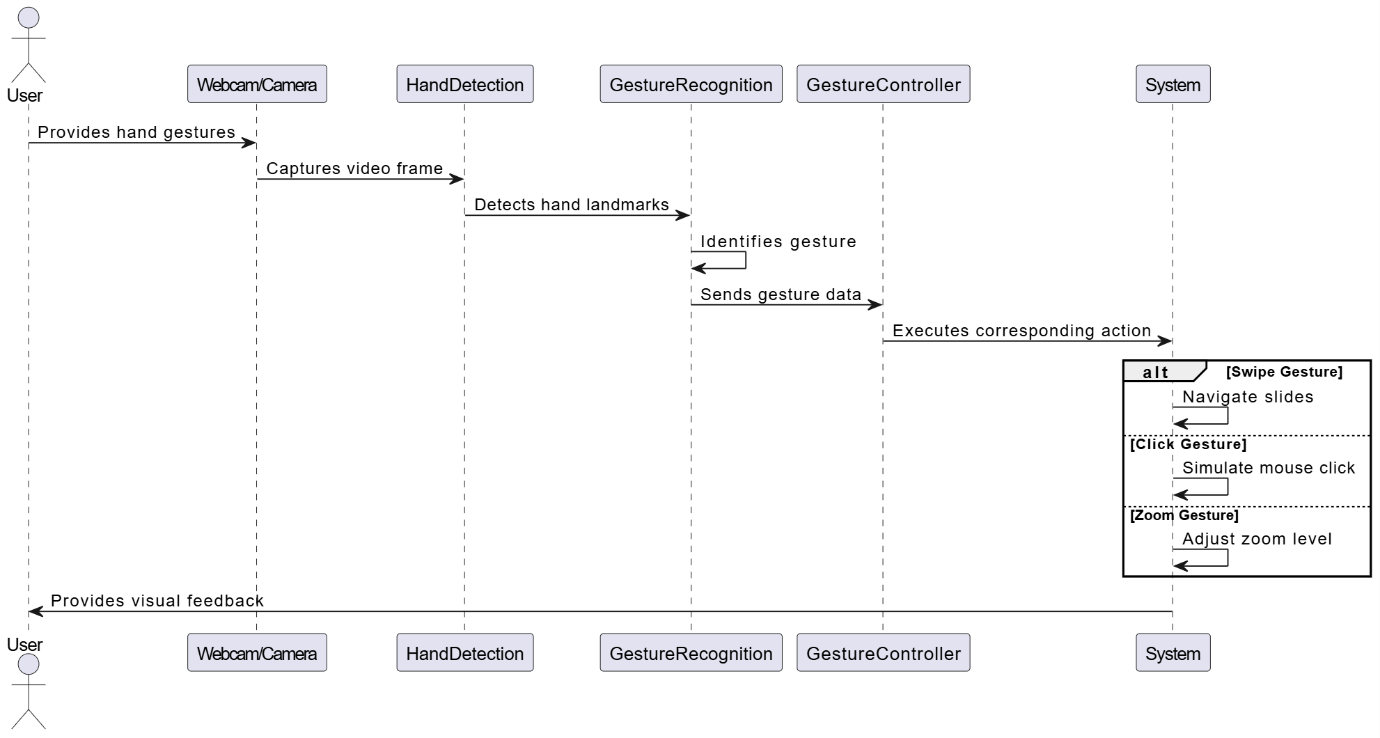 User
Webcam/Camera
HandDetection
GestureRecognition
GestureController
System
Provides hand gestures
Captures video frame
Detects hand landmarks
Identifies gesture
Sends gesture data
Executes corresponding action
alt [Swipe Gesture]
Navigate slides
[Click Gesture]
Simulate mouse click
[Zoom Gesture]
Adjust zoom level
Provides visual feedback
User
Webcam/Camera
HandDetection
GestureRecognition
GestureController
System